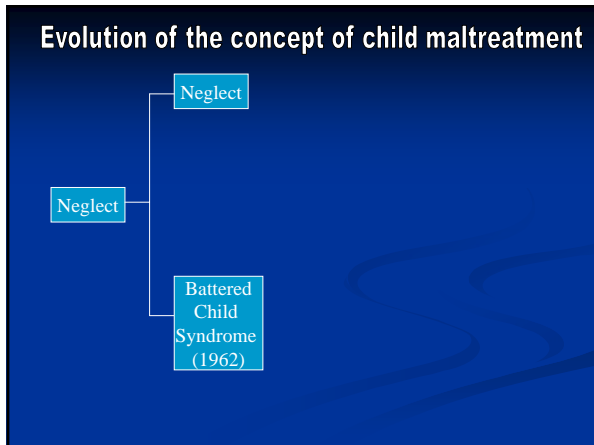 Evolution of the concept of child maltreatment
Neglect
Neglect
Battered
Child
Syndrome
(1962)